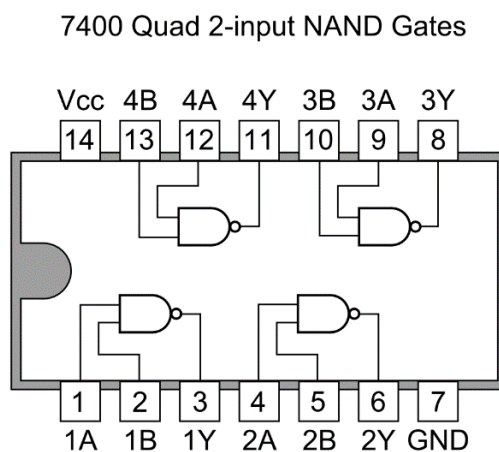 7400 Quad 2-input NAND Gates
Vcc 4B 4A 4Y 3B 3A 3Y
14 13 12 11 10 9 8
1 2 3 4 5 6 7
1A 1B 1Y 2A 2B 2Y GND